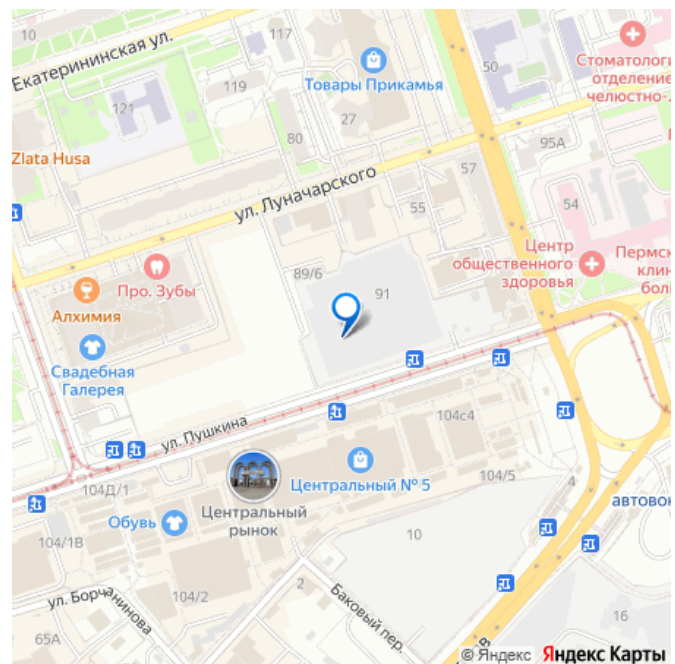 10
117
Екатерининская ул.
50
Стоматологи
отделение
челюстно-
119
Товары Прикамья
121
27
80
95А
Zlata Husa
57
ул. Луначарского
55
54
Центр
общественного
здоровья
Пермск
клин
бол
89/6
91
Про. Зубы
Алхимия
Свадебная
Галерея
ул. Пушкина
104с4
Центральный № 5
104/5
4
104Д/1
Центральный
рынок
автовок
Обувь
104/1В
10
2
ул. Борчанинова
104/2
Баковый пер.
16
65А
В
© Яндекс Яндекс Карты